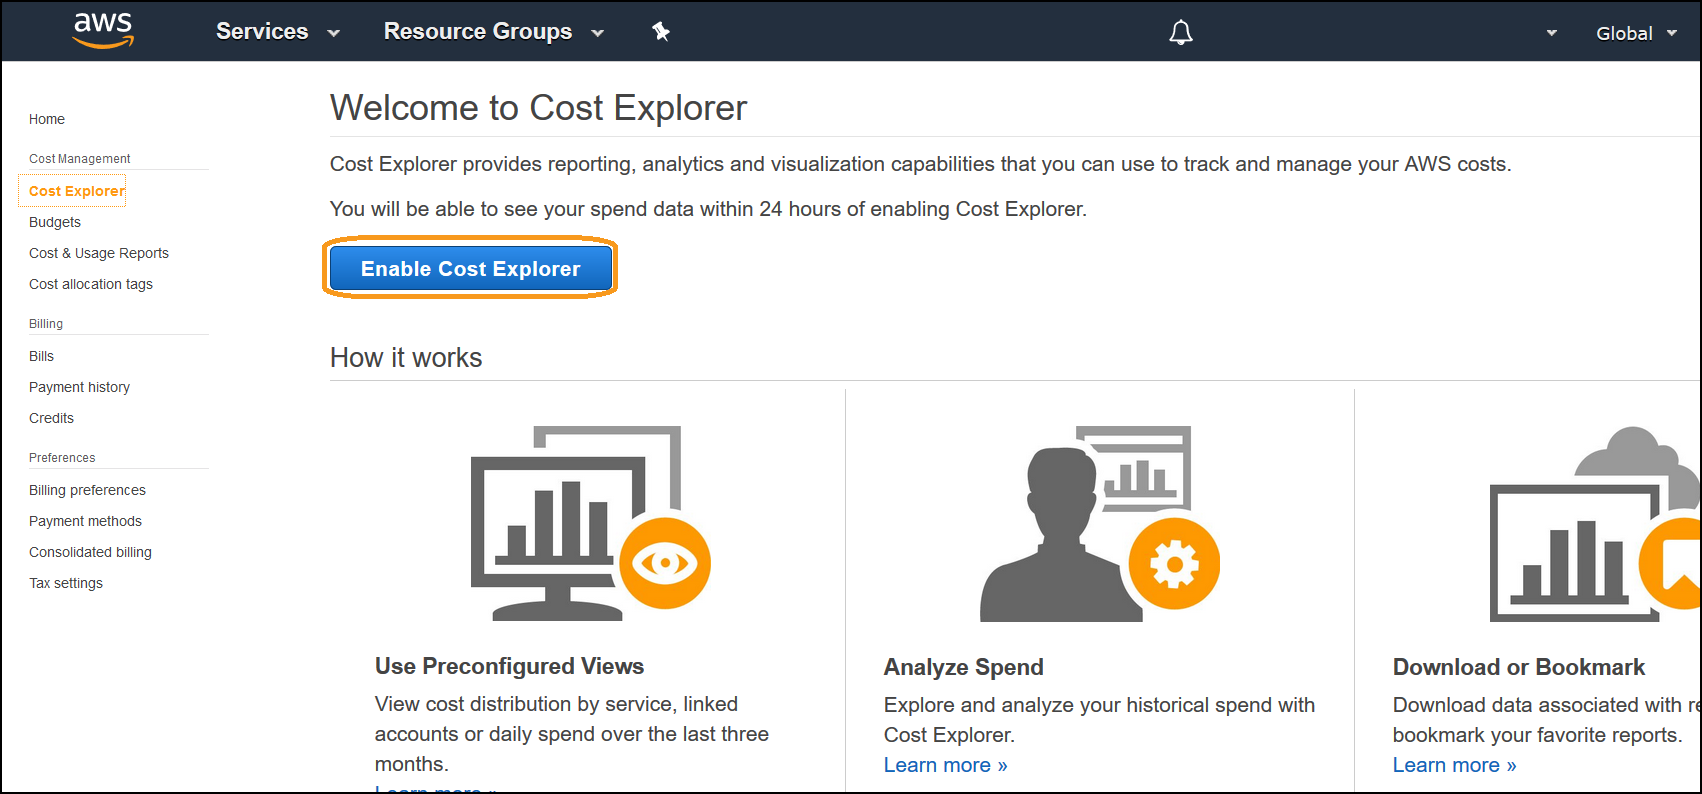 aws
Services
Resource Groups
Global
Home
Cost Management
Cost Explorer
Budgets
Cost & Usage Reports
Cost allocation tags
Billing
Bills
Payment history
Credits
Preferences
Billing preferences
Payment methods
Consolidated billing
Tax settings
Welcome to Cost Explorer
Cost Explorer provides reporting, analytics and visualization capabilities that you can use to track and manage your AWS costs.
You will be able to see your spend data within 24 hours of enabling Cost Explorer.
Enable Cost Explorer
How it works
Use Preconfigured Views
View cost distribution by service, linked
accounts or daily spend over the last three
months.
Learn more »
Analyze Spend
Explore and analyze your historical spend with
Cost Explorer.
Learn more »
Download or Bookmark
Download data associated with
bookmark your favorite reports.
Learn more »